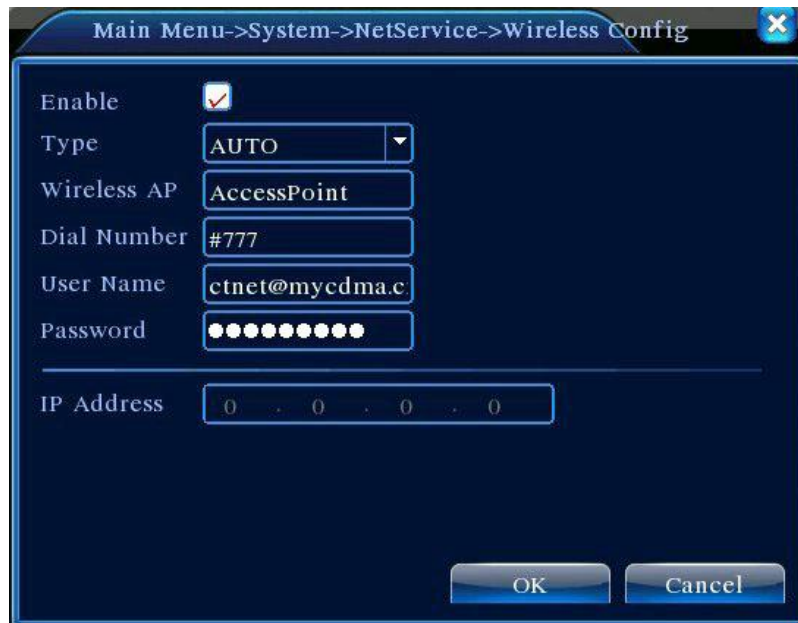 Main Menu->System->NetService->Wireless Config
Enable
Type AUTO
Wireless AP AccessPoint
Dial Number #777
User Name ctnet@mycdma.c
Password ●●●●●●●●●
IP Address 0 . 0 . 0 . 0
OK Cancel